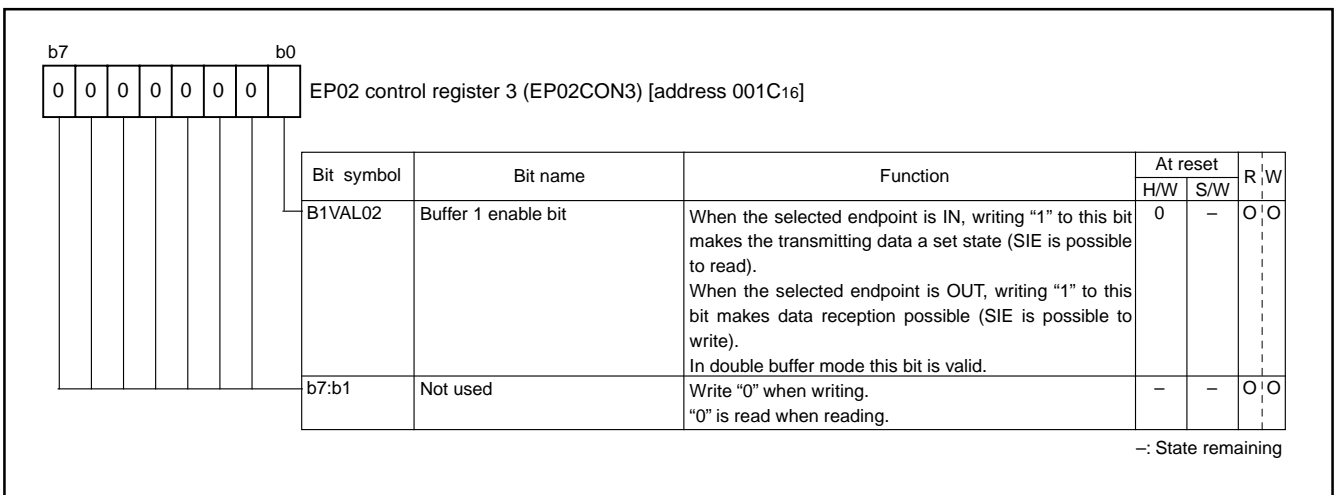 b7 b0
0 0 0 0 0 0 0 EP02 control register 3 (EP02CON3) [address 001C16]
Bit symbol Bit name Function At reset R W
H/W S/W
B1VAL02 Buffer 1 enable bit When the selected endpoint is IN, writing “1” to this bit 0 – O O
makes the transmitting data a set state (SIE is possible
to read).
When the selected endpoint is OUT, writing “1” to this
bit makes data reception possible (SIE is possible to
write).
In double buffer mode this bit is valid.
b7:b1 Not used Write “0” when writing. – – O O
“0” is read when reading.
–: State remaining